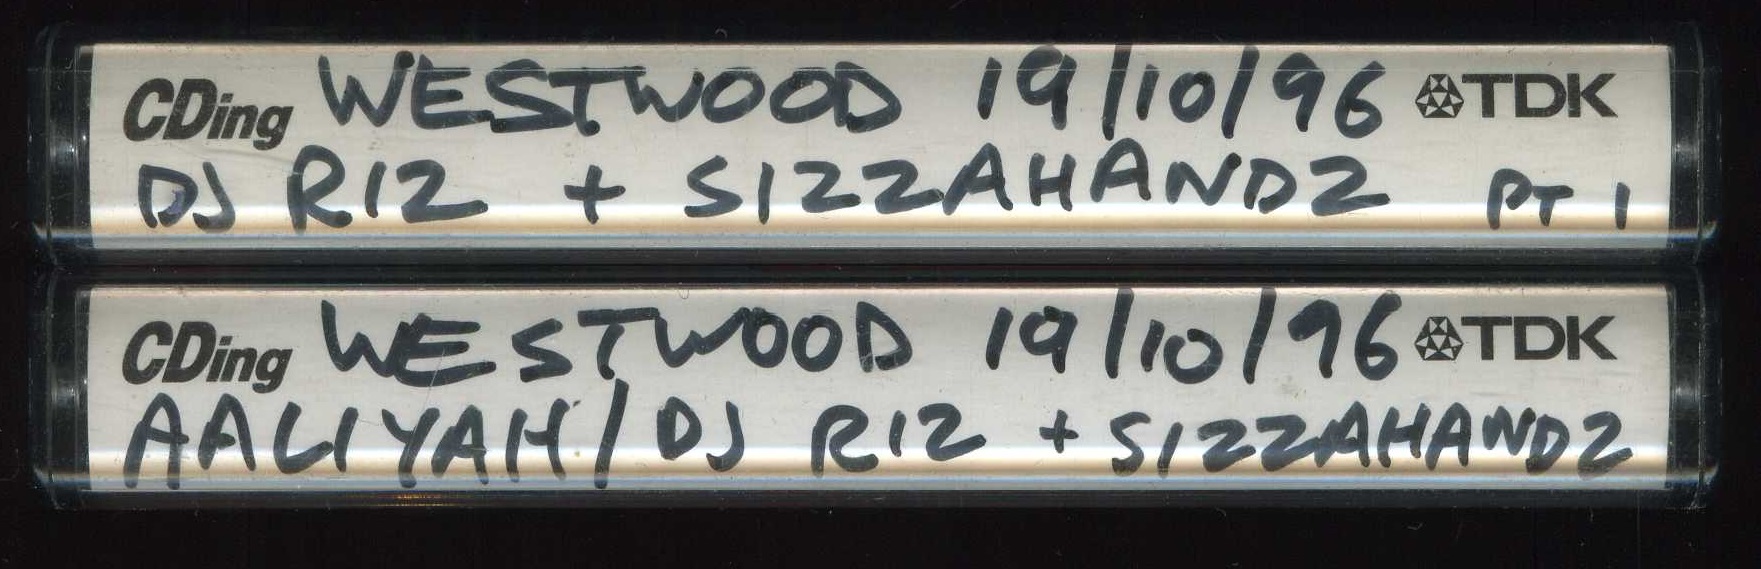 CDing WESTWOOD 19/10/96 TDK
DJ RIZ + SIZZAHANDZ PT 1
CDing WESTWOOD 19/10/96 TDK
AALIYAH/DJ RIZ + SIZZAHANDZ